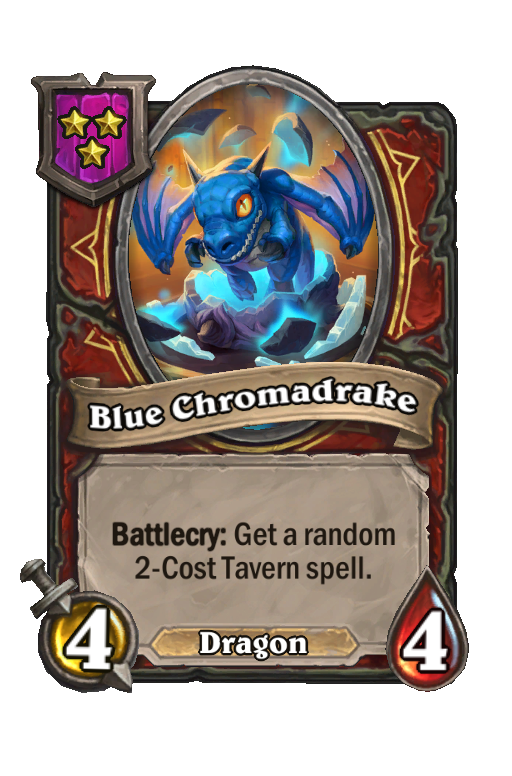 Blue Chromadrake
Battlecry: Get a random
2-Cost Tavern spell.
4
Dragon
4